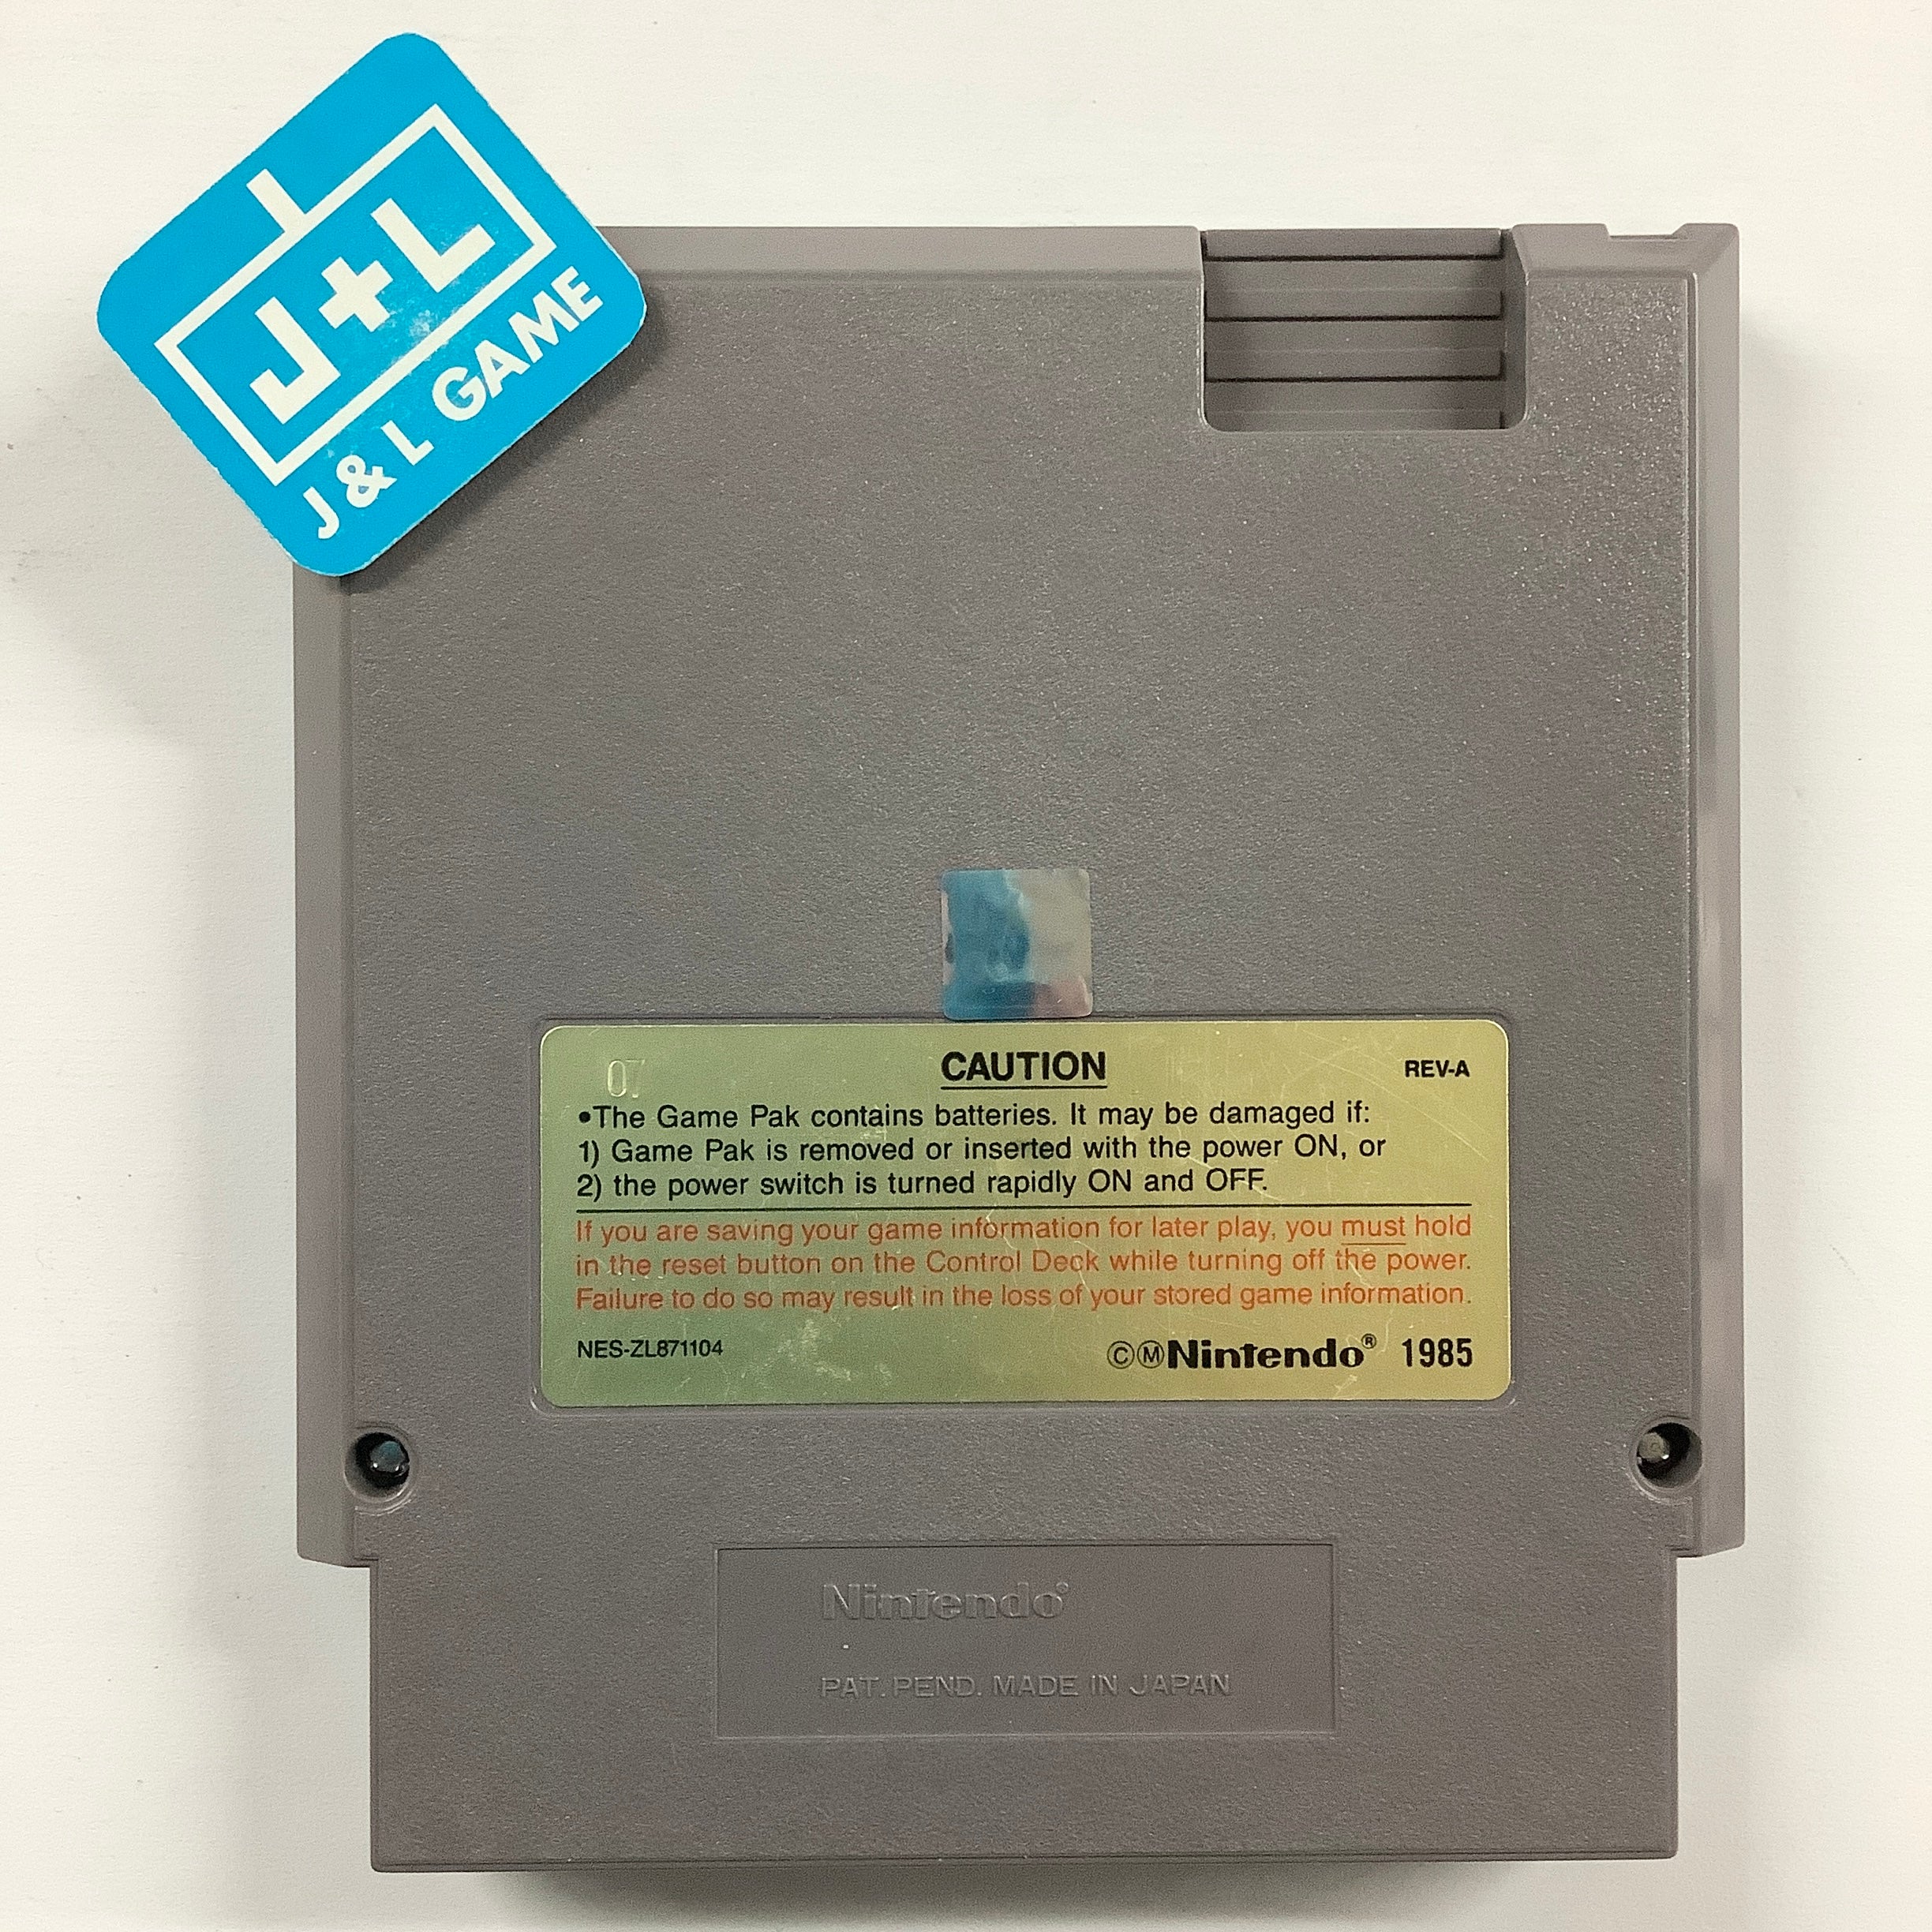 J+L
J & L GAME
07
CAUTION
REV-A
•The Game Pak contains batteries. It may be damaged if:
1) Game Pak is removed or inserted with the power ON, or
2) the power switch is turned rapidly ON and OFF.
If you are saving your game information for later play, you must hold
in the reset button on the Control Deck while turning off the power.
Failure to do so may result in the loss of your stored game information.
NES-ZL871104
©ⓂNintendo® 1985
Nintendo®
PAT. PEND. MADE IN JAPAN